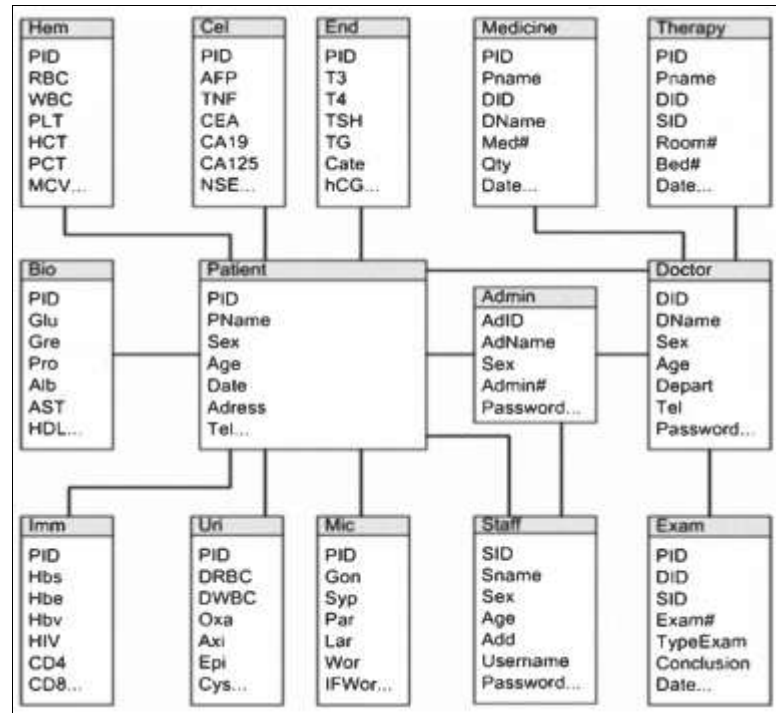 Hem
PID
RBC
WBC
PLT
HCT
PCT
MCV...
Cel
PID
AFP
TNF
CEA
CA19
CA125
NSE...
End
PID
T3
T4
TSH
TG
Cate
hCG...
Medicine
PID
Pname
DID
DName
Med#
Qty
Date...
Therapy
PID
Pname
DID
SID
Room#
Bed#
Date...
Bio
PID
Glu
Gre
Pro
Alb
AST
HDL...
Patient
PID
PName
Sex
Age
Date
Adress
Tel...
Admin
AdID
AdName
Sex
Admin#
Password...
Doctor
DID
DName
Sex
Age
Depart
Tel
Password...
Imm
PID
Hbs
Hbe
Hbv
HIV
CD4
CD8...
Uri
PID
DRBC
DWBC
Oxa
Axi
Epi
Cys...
Mic
PID
Gon
Syp
Par
Lar
Wor
IFWor...
Staff
SID
Sname
Sex
Age
Add
Username
Password...
Exam
PID
DID
SID
Exam#
TypeExam
Conclusion
Date...